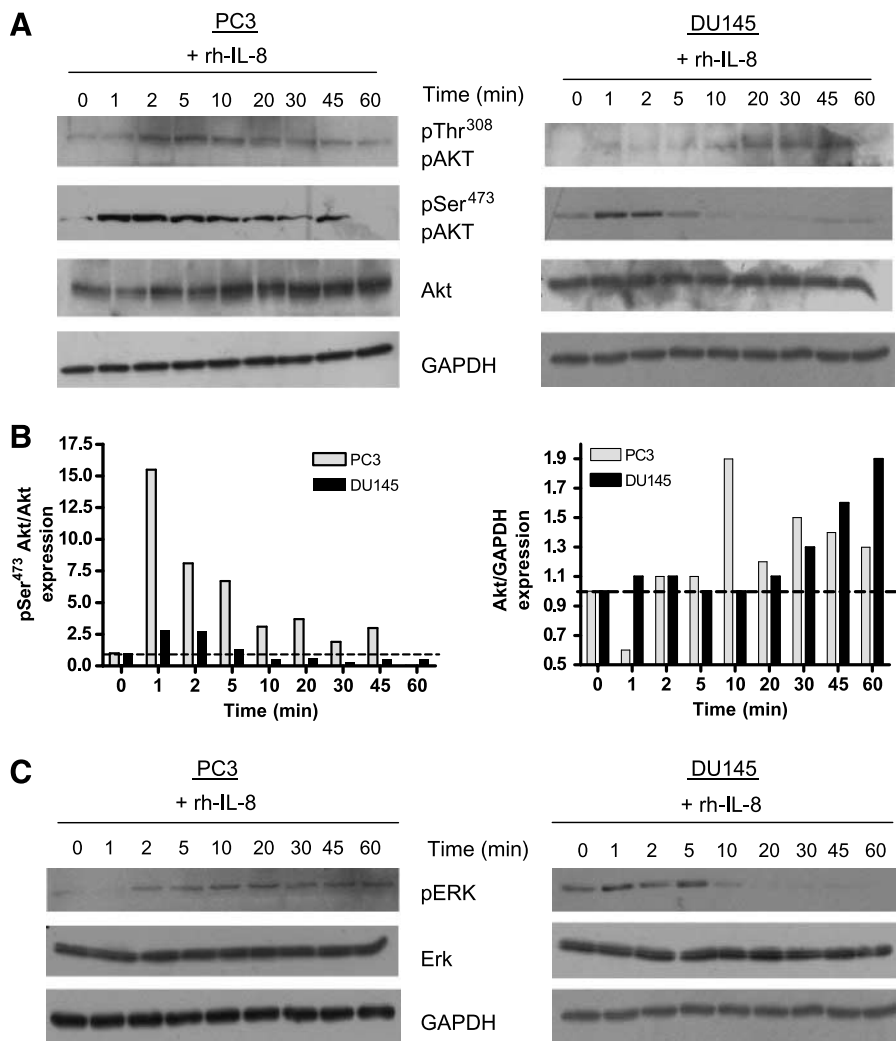 A
PC3
DU145
+ rh-IL-8
+ rh-IL-8
0 1 2 5 10 20 30 45 60
Time (min)
0 1 2 5 10 20 30 45 60
pThr308
pAKT
pSer473
pAKT
Akt
GAPDH
B
17.5
15.0
12.5
10.0
7.5
5.0
2.5
0.0
pSer473 Akt/Akt
expression
PC3
DU145
0 1 2 5 10 20 30 45 60
Time (min)
1.9
1.7
1.5
1.3
1.1
0.9
0.7
0.5
Akt/GAPDH
expression
PC3
DU145
0 1 2 5 10 20 30 45 60
Time (min)
C
PC3
DU145
+ rh-IL-8
+ rh-IL-8
0 1 2 5 10 20 30 45 60
Time (min)
0 1 2 5 10 20 30 45 60
pERK
Erk
GAPDH